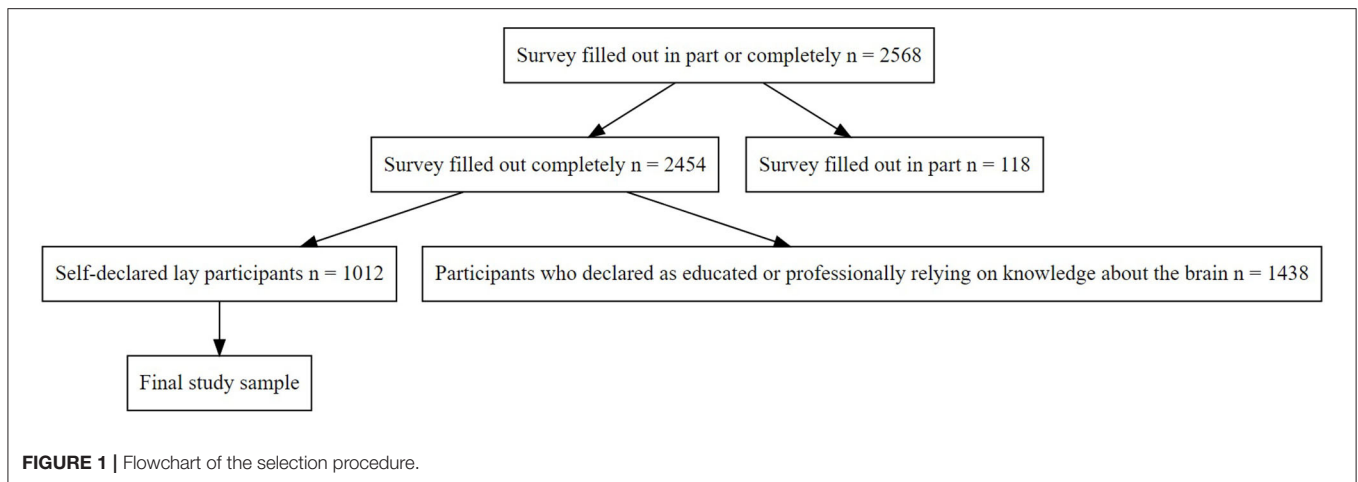 Survey filled out in part or completely n = 2568
Survey filled out completely n = 2454
Survey filled out in part n = 118
Self-declared lay participants n = 1012
Participants who declared as educated or professionally relying on knowledge about the brain n = 1438
Final study sample
FIGURE 1 | Flowchart of the selection procedure.